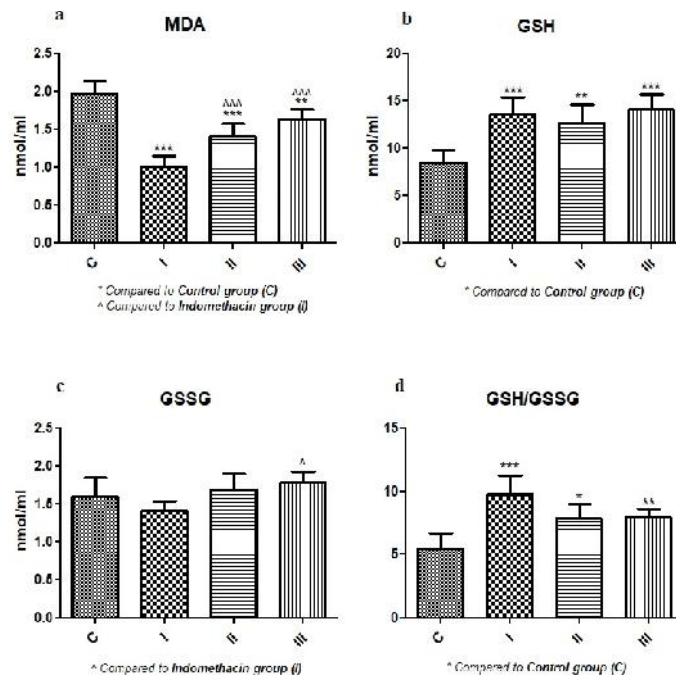 a
MDA
nmol/ml
2.5
2.0
1.5
1.0
0.5
0.0
***
^^^
***
^^^
**
C I II III
* Compared to Control group (C)
^ Compared to Indomethacin group (I)
b
GSH
nmol/ml
20
15
10
5
0
*** ** ***
C I II III
* Compared to Control group (C)
c
GSSG
nmol/ml
2.5
2.0
1.5
1.0
0.5
0.0
^
C I II III
^ Compared to Indomethacin group (I)
d
GSH/GSSG
15
10
5
0
*** * **
C I II III
* Compared to Control group (C)